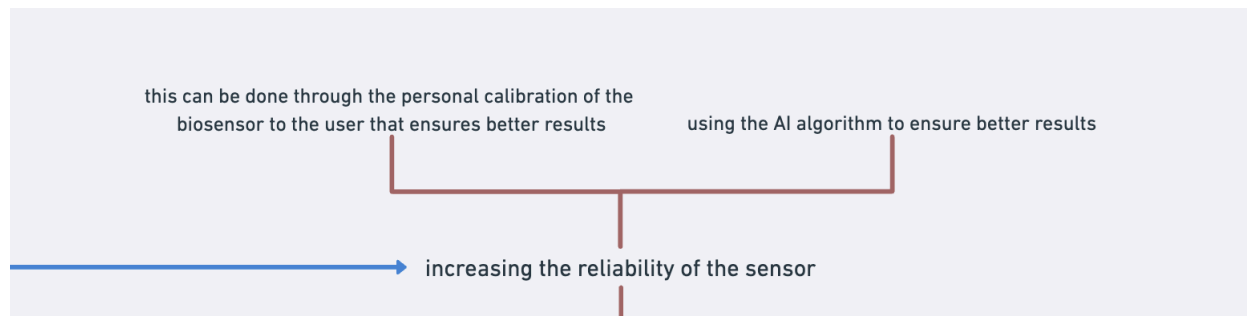 this can be done through the personal calibration of the
biosensor to the user that ensures better results
using the AI algorithm to ensure better results
increasing the reliability of the sensor